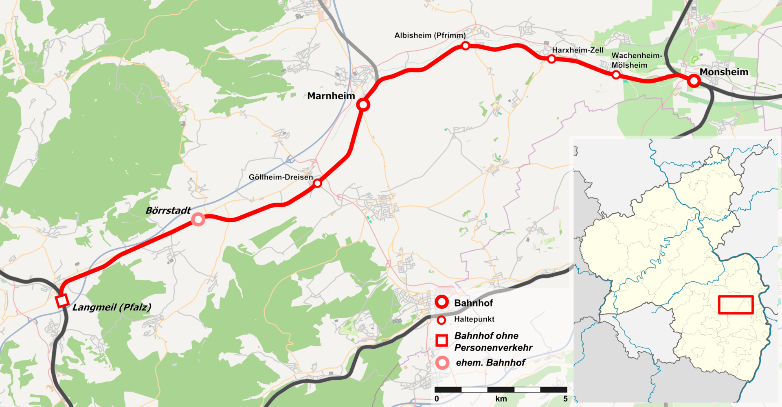 Albisheim (Pfrimm)
Harxheim-Zell
Wachenheim-
Mölsheim
Monsheim
Marnheim
Göllheim-Dreisen
Börrstadt
Langmeil (Pfalz)
Bahnhof
Haltepunkt
Bahnhof ohne
Personenverkehr
ehem. Bahnhof
0 km 5